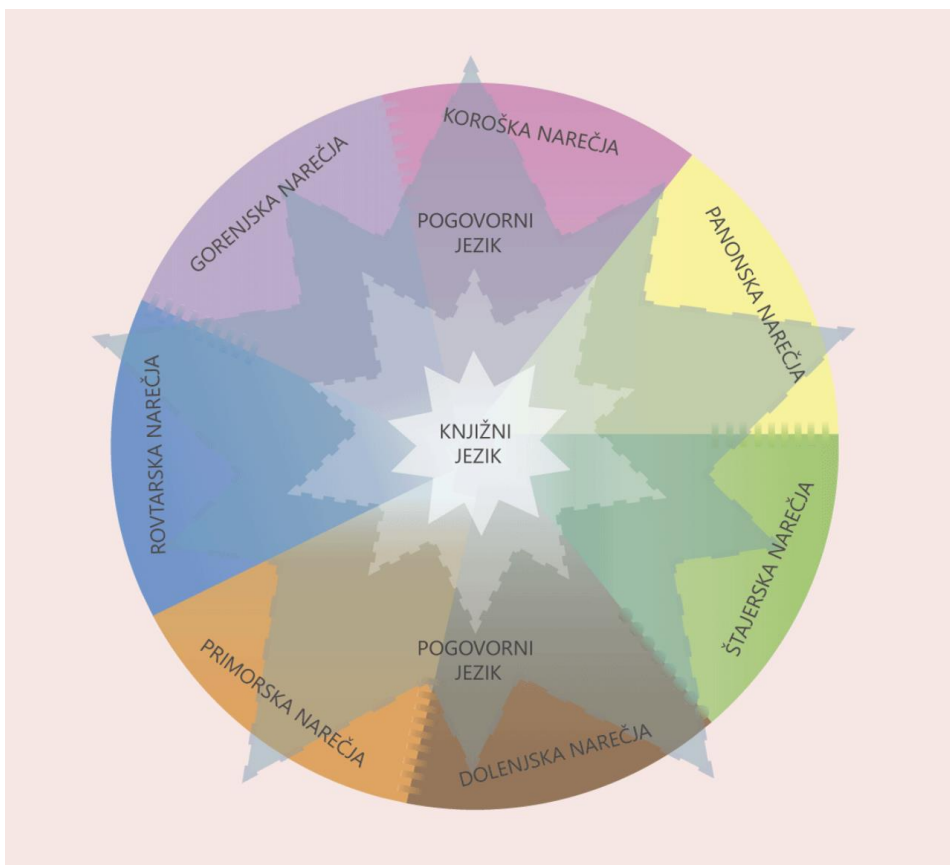 KOROŠKA NAREČJA
GORENJSKA NAREČJA
PANONSKA NAREČJA
POGOVORNI
JEZIK
ROVTARSKA NAREČJA
KNJIŽNI
JEZIK
ŠTAJERSKA NAREČJA
POGOVORNI
JEZIK
PRIMORSKA NAREČJA
DOLENJSKA NAREČJA